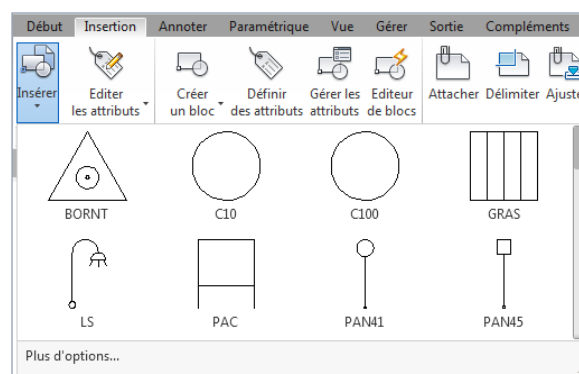 Début Insertion Annoter Paramétrique Vue Gérer Sortie Compléments
Insérer Editer les attributs Créer un bloc Définir des attributs Gérer les attributs Editeur de blocs Attacher Délimiter Ajuste
BORNT C10 C100 GRAS
LS PAC PAN41 PAN45
Plus d'options...